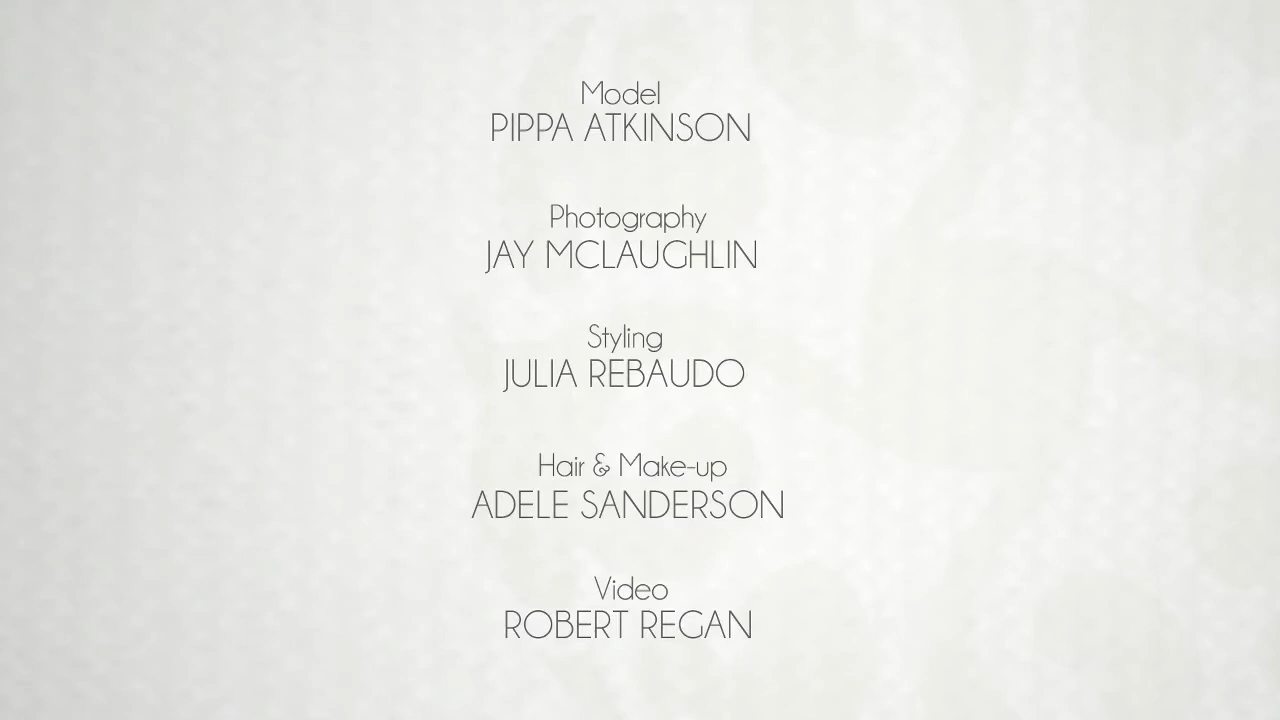 Model
PIPPA ATKINSON
Photography
JAY MCLAUGHLIN
Styling
JULIA REBAUDO
Hair & Make-up
ADELE SANDERSON
Video
ROBERT REGAN